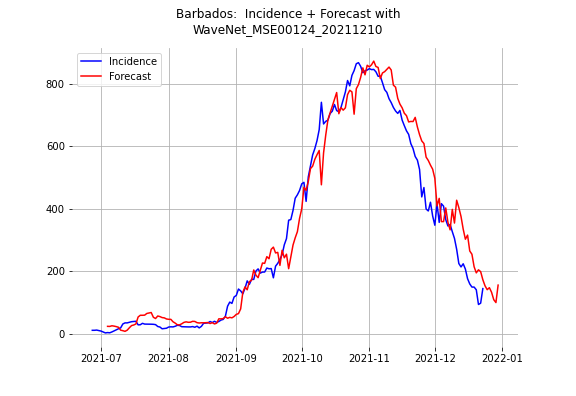 Barbados:  Incidence + Forecast with
WaveNet_MSE00124_20211210
Incidence
Forecast
800
600
400
200
0
2021-07 2021-08 2021-09 2021-10 2021-11 2021-12 2022-01